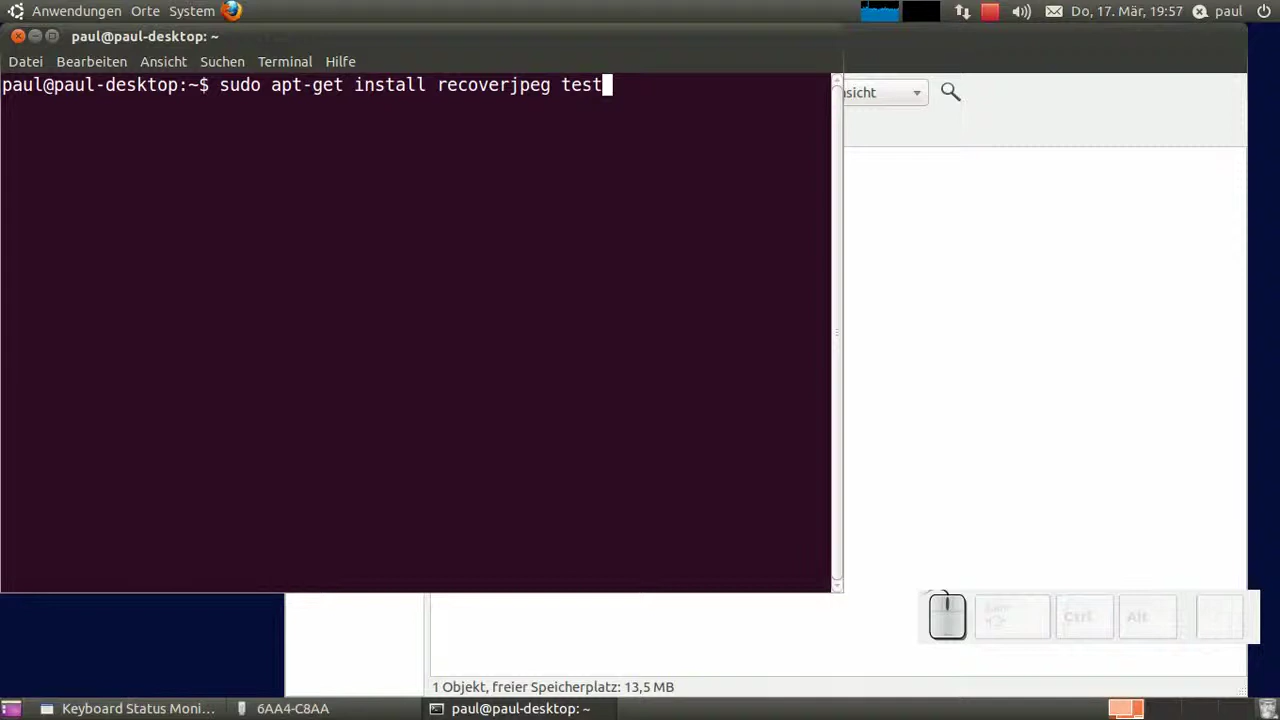 Anwendungen Orte System
Do, 17. Mär, 19:57 paul
paul@paul-desktop: ~
Datei Bearbeiten Ansicht Suchen Terminal Hilfe
paul@paul-desktop:~$ sudo apt-get install recoverjpeg test
sicht
Ctrl Alt
1 Objekt, freier Speicherplatz: 13,5 MB
Keyboard Status Moni... 6AA4-C8AA paul@paul-desktop: ~